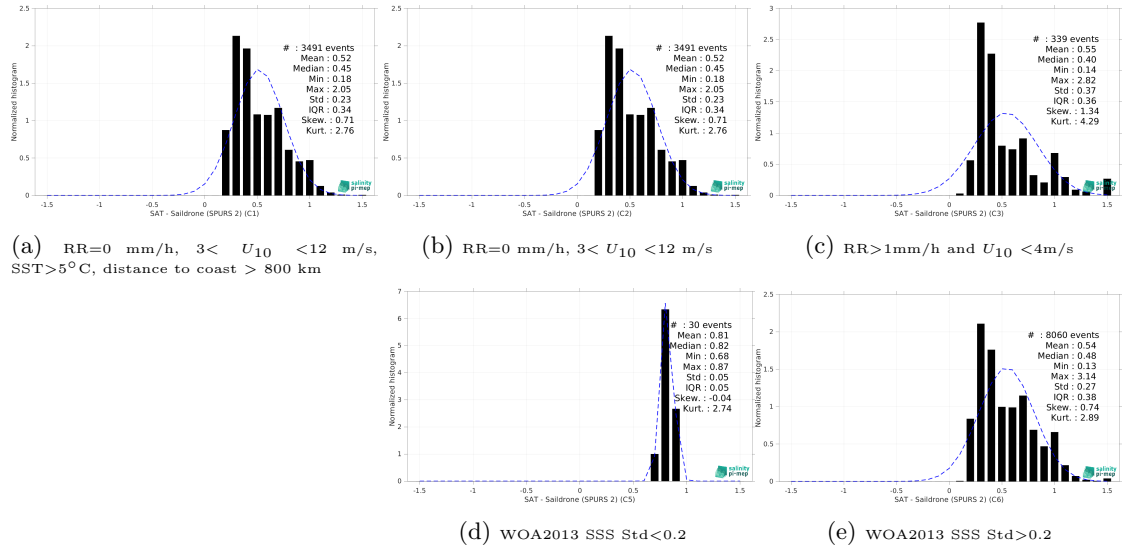 2.5
2
1.5
1
0.5
0
Normalized histogram
# : 3491 events
Mean : 0.52
Median : 0.45
Min : 0.18
Max : 2.05
Std : 0.23
IQR : 0.34
Skew. : 0.71
Kurt. : 2.76
salinity
pi-mep
-1.5 -1 -0.5 0 0.5 1 1.5
SAT - Saildrone (SPURS 2) (C1)
(a) RR=0 mm/h, 3< U10 <12 m/s,
SST>5°C, distance to coast > 800 km
2.5
2
1.5
1
0.5
0
Normalized histogram
# : 3491 events
Mean : 0.52
Median : 0.45
Min : 0.18
Max : 2.05
Std : 0.23
IQR : 0.34
Skew. : 0.71
Kurt. : 2.76
salinity
pi-mep
-1.5 -1 -0.5 0 0.5 1 1.5
SAT - Saildrone (SPURS 2) (C2)
(b) RR=0 mm/h, 3< U10 <12 m/s
3
2.5
2
1.5
1
0.5
0
Normalized histogram
# : 339 events
Mean : 0.55
Median : 0.40
Min : 0.14
Max : 2.82
Std : 0.37
IQR : 0.36
Skew. : 1.34
Kurt. : 4.29
salinity
pi-mep
-1.5 -1 -0.5 0 0.5 1 1.5
SAT - Saildrone (SPURS 2) (C3)
(c) RR>1mm/h and U10 <4m/s
7
6
5
4
3
2
1
0
Normalized histogram
# : 30 events
Mean : 0.81
Median : 0.82
Min : 0.68
Max : 0.87
Std : 0.05
IQR : 0.05
Skew. : -0.04
Kurt. : 2.74
salinity
pi-mep
-1.5 -1 -0.5 0 0.5 1 1.5
SAT - Saildrone (SPURS 2) (C5)
(d) WOA2013 SSS Std<0.2
2.5
2
1.5
1
0.5
0
Normalized histogram
# : 8060 events
Mean : 0.54
Median : 0.48
Min : 0.13
Max : 3.14
Std : 0.27
IQR : 0.38
Skew. : 0.74
Kurt. : 2.89
salinity
pi-mep
-1.5 -1 -0.5 0 0.5 1 1.5
SAT - Saildrone (SPURS 2) (C6)
(e) WOA2013 SSS Std>0.2